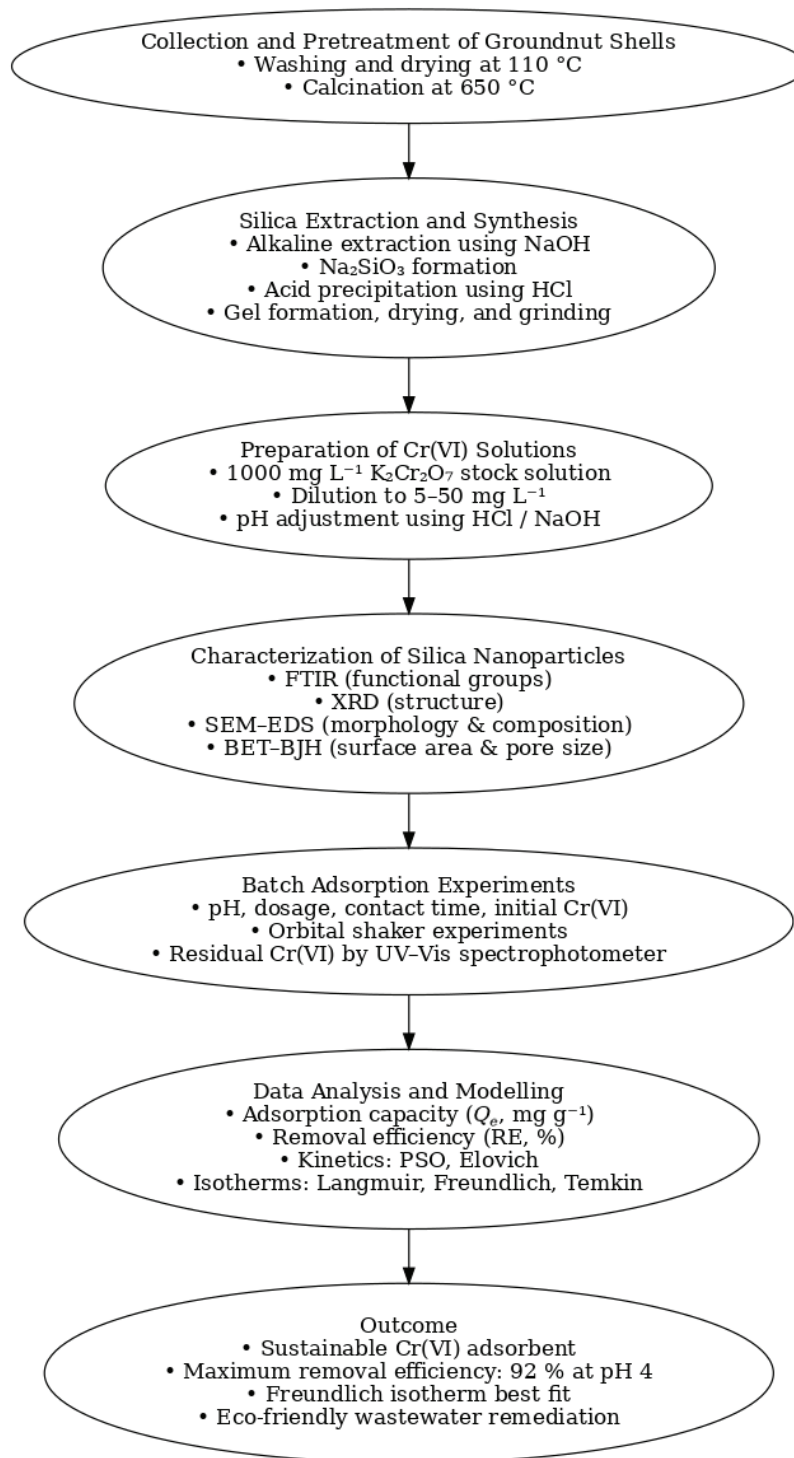 Collection and Pretreatment of Groundnut Shells
• Washing and drying at 110 °C
• Calcination at 650 °C
Silica Extraction and Synthesis
• Alkaline extraction using NaOH
• Na₂SiO₃ formation
• Acid precipitation using HCl
• Gel formation, drying, and grinding
Preparation of Cr(VI) Solutions
• 1000 mg L⁻¹ K₂Cr₂O₇ stock solution
• Dilution to 5–50 mg L⁻¹
• pH adjustment using HCl / NaOH
Characterization of Silica Nanoparticles
• FTIR (functional groups)
• XRD (structure)
• SEM–EDS (morphology & composition)
• BET–BJH (surface area & pore size)
Batch Adsorption Experiments
• pH, dosage, contact time, initial Cr(VI)
• Orbital shaker experiments
• Residual Cr(VI) by UV–Vis spectrophotometer
Data Analysis and Modelling
• Adsorption capacity (Qₑ, mg g⁻¹)
• Removal efficiency (RE, %)
• Kinetics: PSO, Elovich
• Isotherms: Langmuir, Freundlich, Temkin
Outcome
• Sustainable Cr(VI) adsorbent
• Maximum removal efficiency: 92 % at pH 4
• Freundlich isotherm best fit
• Eco-friendly wastewater remediation